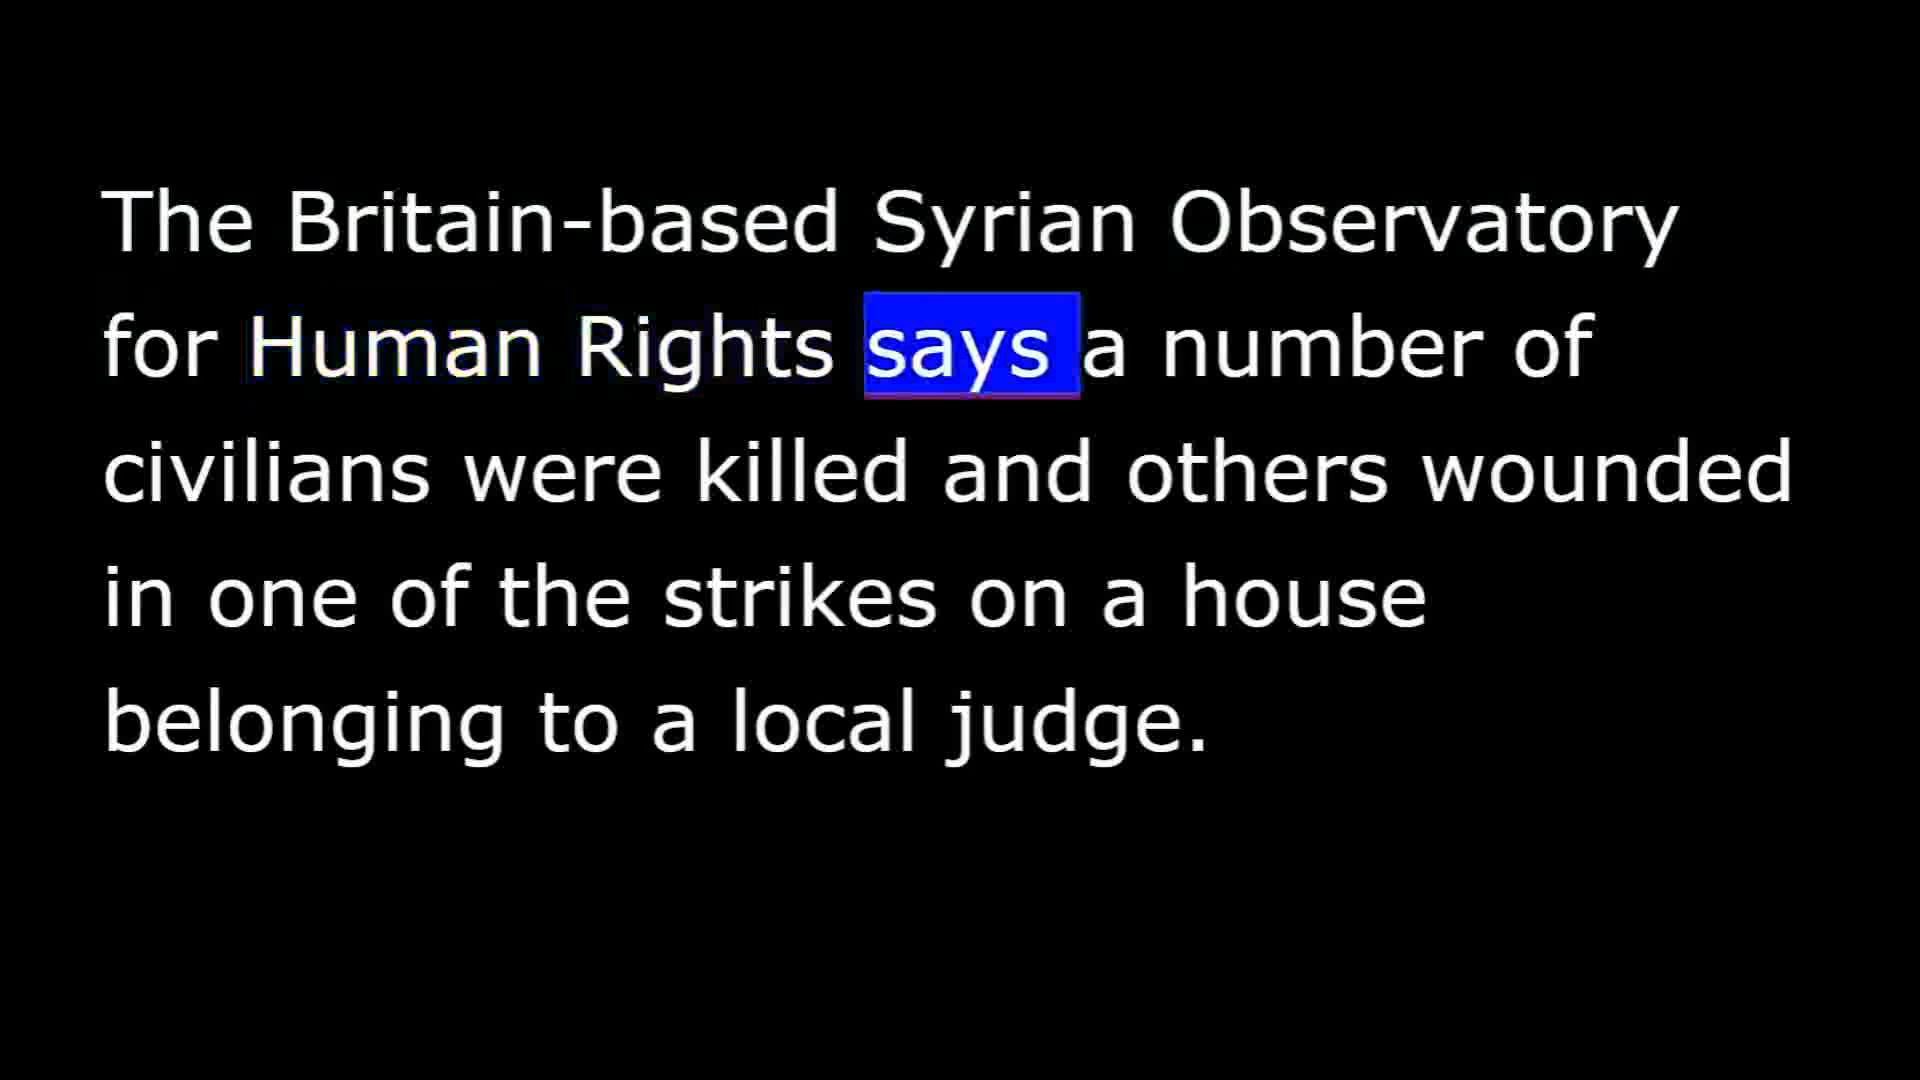 The Britain-based Syrian Observatory
for Human Rights says a number of
civilians were killed and others wounded
in one of the strikes on a house
belonging to a local judge.